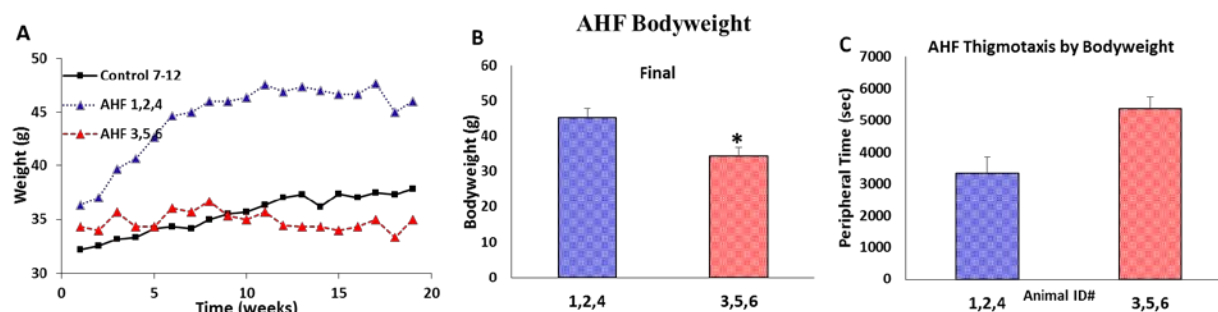 AHF Bodyweight
A
Weight (g)
50
45
40
35
30
Control 7-12
AHF 1,2,4
AHF 3,5,6
0
5
10
15
20
Time (weeks)
B
Final
Bodyweight (g)
60
50
40
30
20
10
0
*
1,2,4
3,5,6
C
AHF Thigmotaxis by Bodyweight
Peripheral Time (sec)
7000
6000
5000
4000
3000
2000
1000
0
1,2,4
Animal ID#
3,5,6